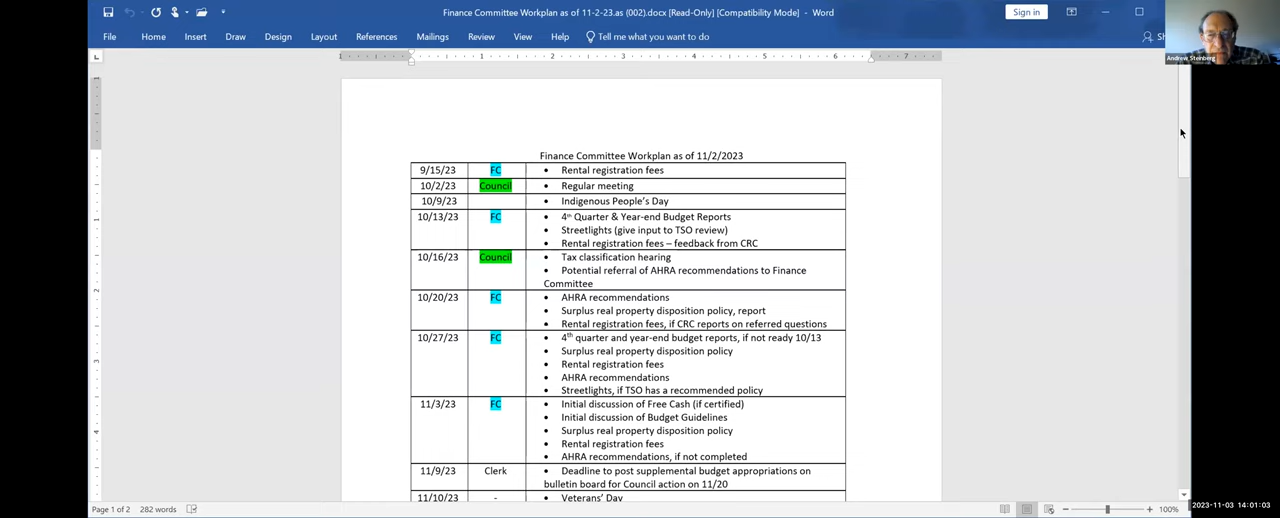 Finance Committee Workplan as of 11-2-23.as (002).docx [Read-Only] [Compatibility Mode] - Word
Sign in
File Home Insert Draw Design Layout References Mailings Review View Help Tell me what you want to do
Andrew Steinberg
1 1 2 3 4 5 6 7
Finance Committee Workplan as of 11/2/2023
9/15/23 FC • Rental registration fees
10/2/23 Council • Regular meeting
10/9/23 • Indigenous People's Day
10/13/23 FC • 4th Quarter & Year-end Budget Reports
• Streetlights (give input to TSO review)
• Rental registration fees – feedback from CRC
10/16/23 Council • Tax classification hearing
• Potential referral of AHRA recommendations to Finance
Committee
10/20/23 FC • AHRA recommendations
• Surplus real property disposition policy, report
• Rental registration fees, if CRC reports on referred questions
10/27/23 FC • 4th quarter and year-end budget reports, if not ready 10/13
• Surplus real property disposition policy
• Rental registration fees
• AHRA recommendations
• Streetlights, if TSO has a recommended policy
11/3/23 FC • Initial discussion of Free Cash (if certified)
• Initial discussion of Budget Guidelines
• Surplus real property disposition policy
• Rental registration fees
• AHRA recommendations, if not completed
11/9/23 Clerk • Deadline to post supplemental budget appropriations on
bulletin board for Council action on 11/20
11/10/23 - • Veterans' Day
Page 1 of 2 282 words
100%
2023-11-03 14:01:03